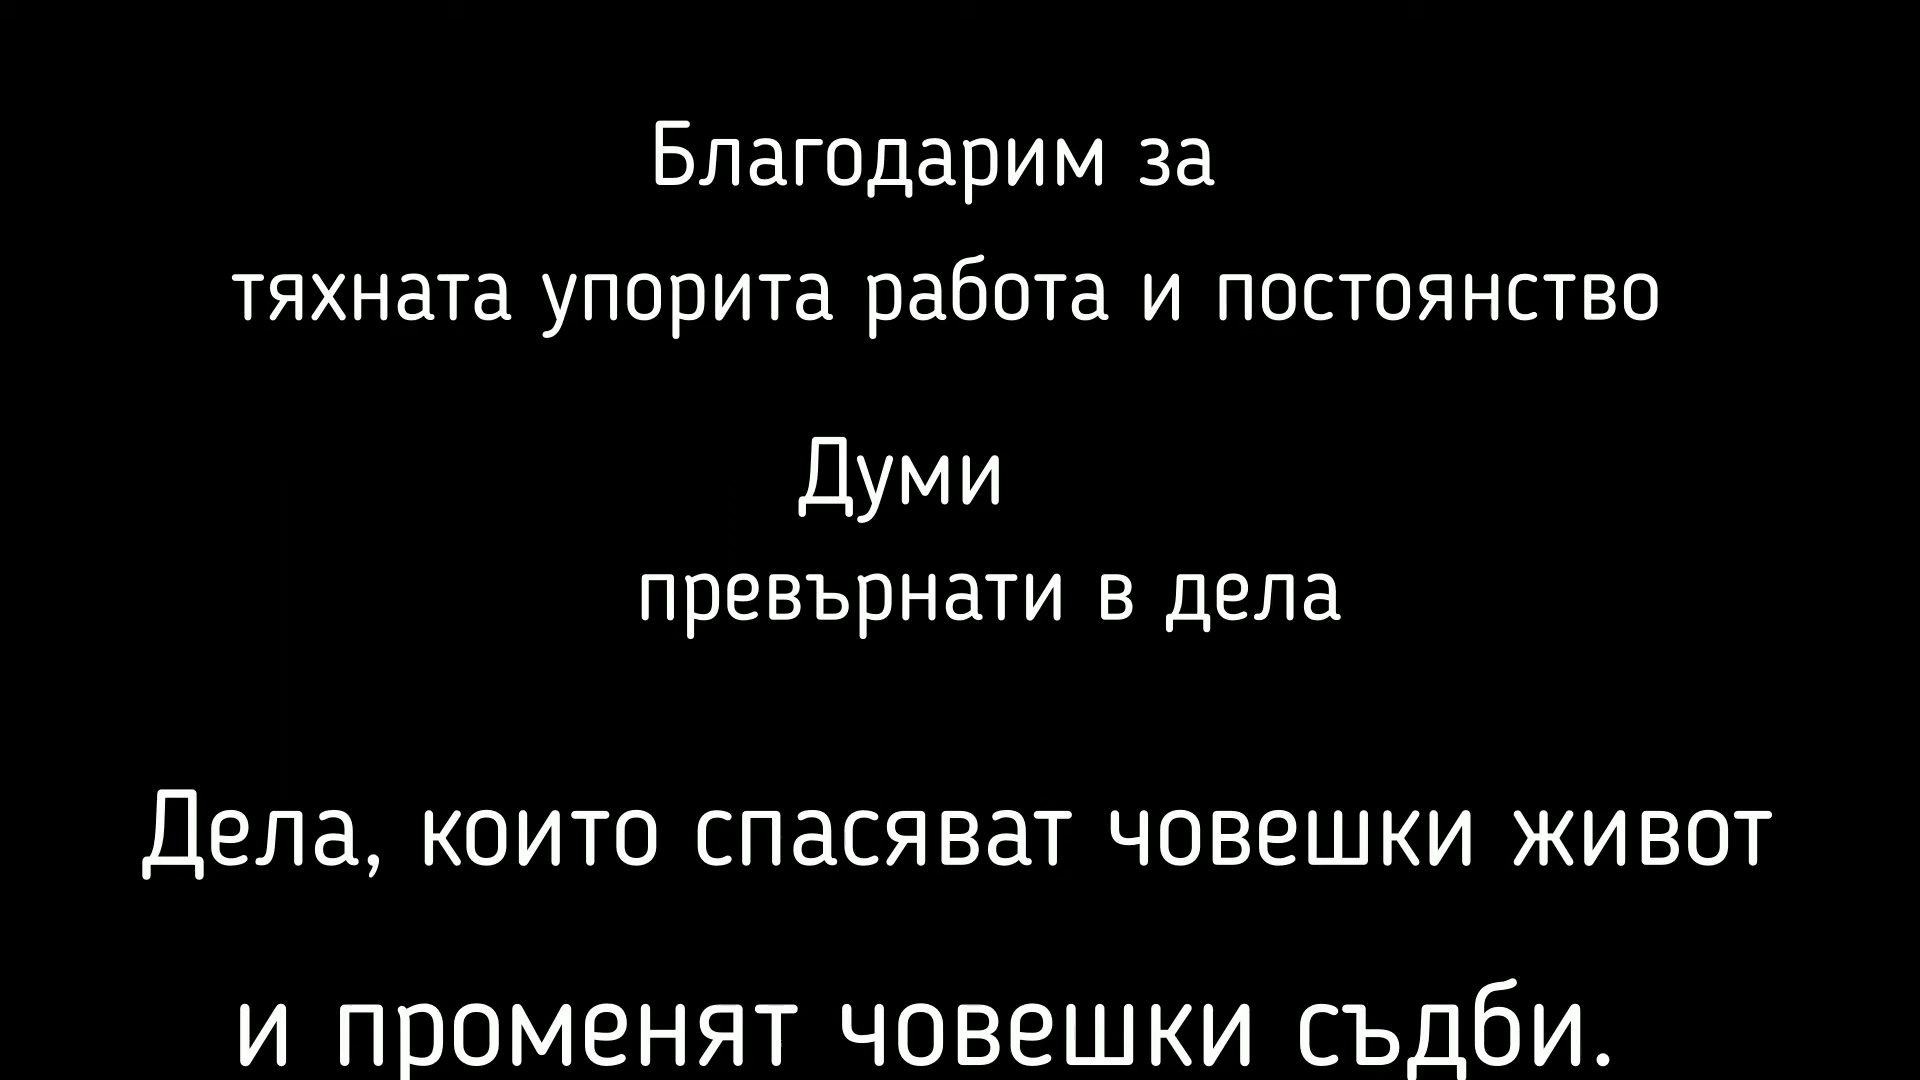 Благодарим за
тяхната упорита работа и постоянство
Думи
превърнати в дела
Дела, които спасяват човешки живот
и променят човешки съдби.